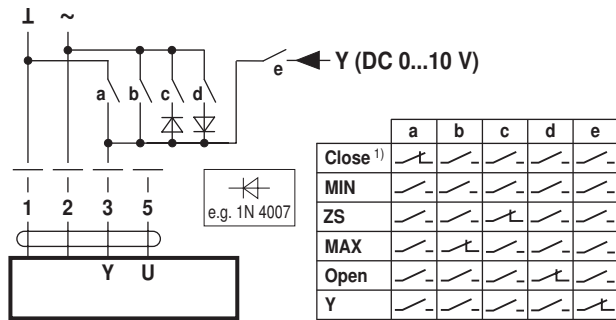 ⊥ ~
e Y (DC 0...10 V)
a b c d
1 2 3 5
e.g. 1N 4007
Y U
a b c d e
Close 1)
MIN
ZS
MAX
Open
Y